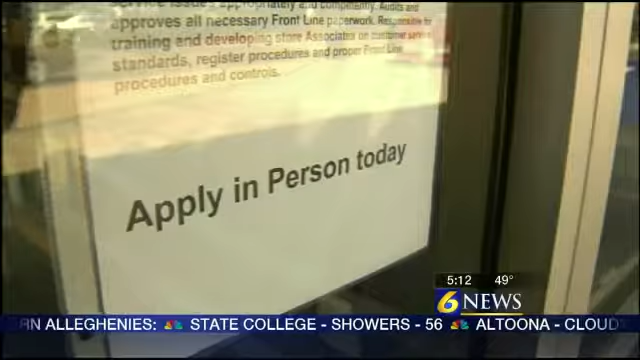 service issues appropriately and competently. Audits and
approves all necessary Front Line paperwork. Responsible for
training and developing store Associates on customer service
standards, register procedures and proper Front Line
procedures and controls.
Apply in Person today
5:12 49°
6 NEWS
RN ALLEGHENIES: STATE COLLEGE - SHOWERS - 56 ALTOONA - CLOUD